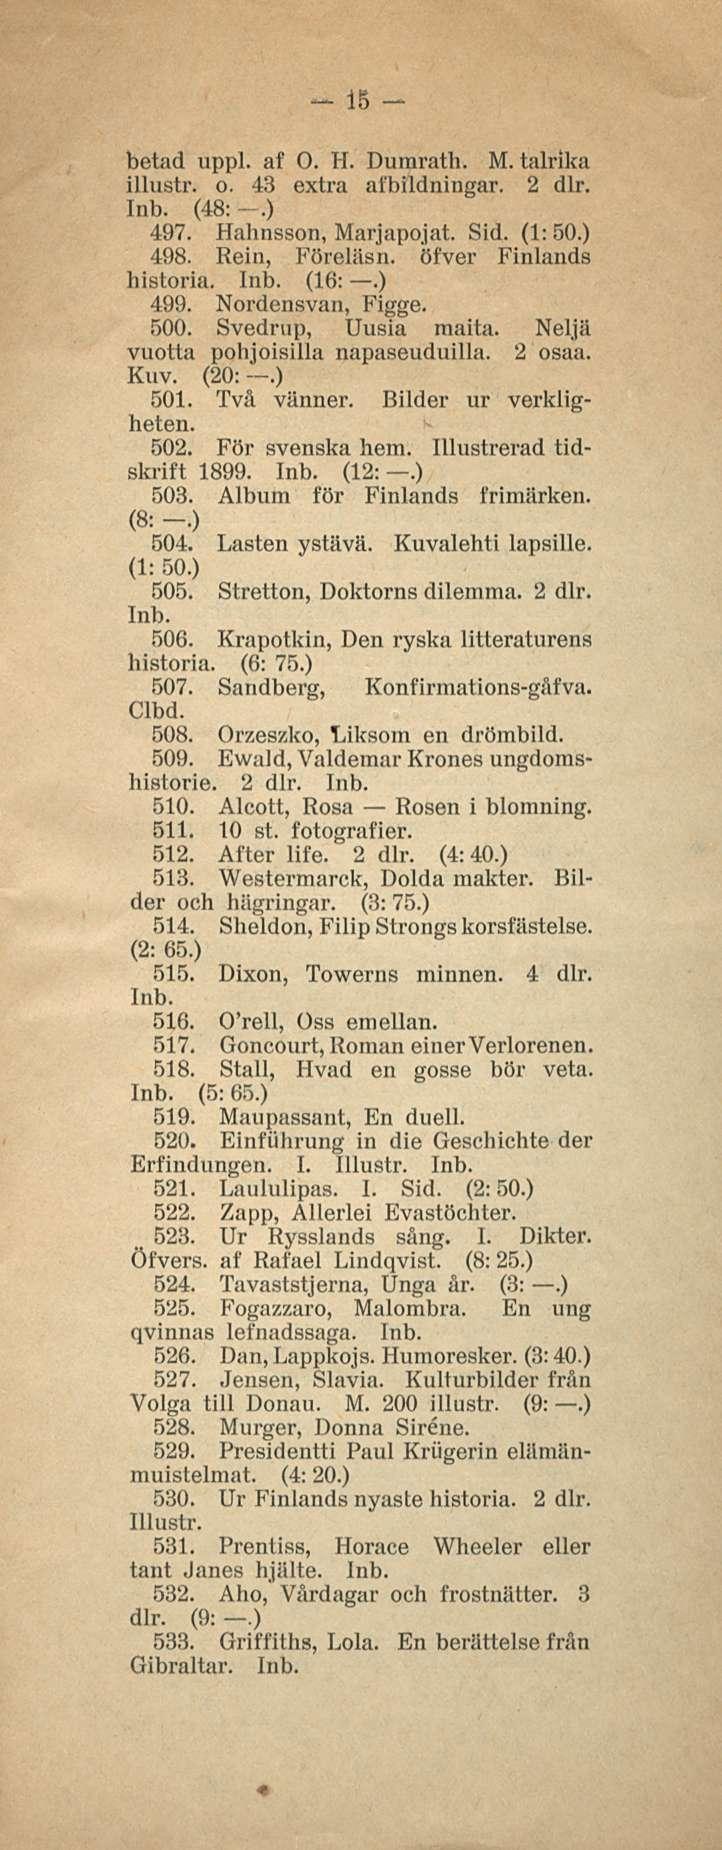 — 15 —
betad uppl. af O. H. Dumrath. M. talrika
illustr. o. 43 extra afbildningar. 2 dlr.
Inb. (48: —.)
497. Hahnsson, Marjapojat. Sid. (1: 50.)
498. Rein, Föreläsn. öfver Finlands
historia. Inb. (16: —.)
499. Nordensvan, Figge.
500. Svedrup, Uusia maita. Neljä
vuotta pohjoisilla napaseuduilla. 2 osaa.
Kuv. (20: —.)
501. Två vänner. Bilder ur verklig-
heten.
502. För svenska hem. Illustrerad tid-
skrift 1899. Inb. (12: —.)
503. Album för Finlands frimärken.
(8: —.)
504. Lasten ystävä. Kuvalehti lapsille.
(1: 50.)
505. Stretton, Doktorns dilemma. 2 dlr.
Inb.
506. Krapotkin, Den ryska litteraturens
historia. (6: 75.)
507. Sandberg, Konfirmations-gåfva.
Clbd.
508. Orzeszko, Liksom en drömbild.
509. Ewald, Valdemar Krones ungdoms-
historie. 2 dlr. Inb.
510. Alcott, Rosa — Rosen i blomning.
511. 10 st. fotografier.
512. After life. 2 dlr. (4: 40.)
513. Westermarck, Dolda makter. Bil-
der och hägringar. (3: 75.)
514. Sheldon, Filip Strongs korsfästelse.
(2: 65.)
515. Dixon, Towerns minnen. 4 dlr.
Inb.
516. O'rell, Oss emellan.
517. Goncourt, Roman einer Verlorenen.
518. Stall, Hvad en gosse bör veta.
Inb. (5: 65.)
519. Maupassant, En duell.
520. Einführung in die Geschichte der
Erfindungen. I. Illustr. Inb.
521. Laululipas. I. Sid. (2: 50.)
522. Zapp, Allerlei Evastöchter.
523. Ur Rysslands sång. I. Dikter.
Öfvers. af Rafael Lindqvist. (8: 25.)
524. Tavaststjerna, Unga år. (3: —.)
525. Fogazzaro, Malombra. En ung
qvinnas lefnadssaga. Inb.
526. Dan, Lappkojs. Humoresker. (3: 40.)
527. Jensen, Slavia. Kulturbilder från
Volga till Donau. M. 200 illustr. (9: —.)
528. Murger, Donna Siréne.
529. Presidentti Paul Krügerin elämän-
muistelmat. (4: 20.)
530. Ur Finlands nyaste historia. 2 dlr.
Illustr.
531. Prentiss, Horace Wheeler eller
tant Janes hjälte. Inb.
532. Aho, Vårdagar och frostnätter. 3
dlr. (9: —.)
533. Griffiths, Lola. En berättelse från
Gibraltar. Inb.